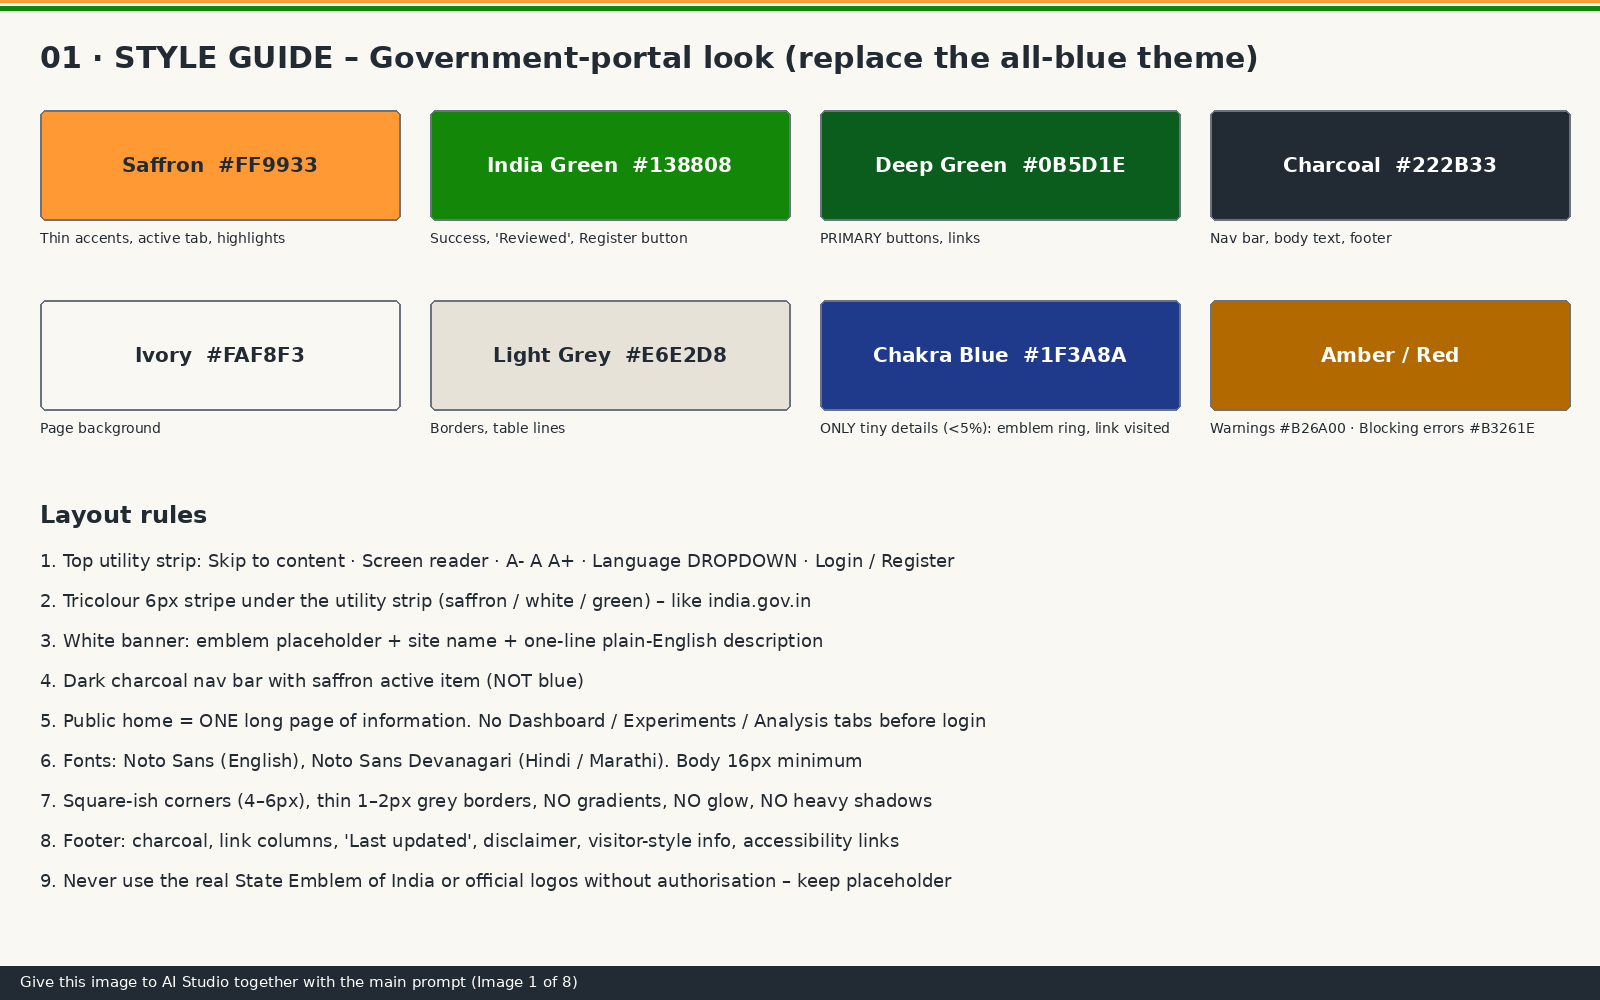 01 · STYLE GUIDE – Government-portal look (replace the all-blue theme)
Saffron #FF9933
India Green #138808
Deep Green #0B5D1E
Charcoal #222B33
Thin accents, active tab, highlights
Success, 'Reviewed', Register button
PRIMARY buttons, links
Nav bar, body text, footer
Ivory #FAF8F3
Light Grey #E6E2D8
Chakra Blue #1F3A8A
Amber / Red
Page background
Borders, table lines
ONLY tiny details (<5%): emblem ring, link visited
Warnings #B26A00 · Blocking errors #B3261E
Layout rules
1. Top utility strip: Skip to content · Screen reader · A- A A+ · Language DROPDOWN · Login / Register
2. Tricolour 6px stripe under the utility strip (saffron / white / green) – like india.gov.in
3. White banner: emblem placeholder + site name + one-line plain-English description
4. Dark charcoal nav bar with saffron active item (NOT blue)
5. Public home = ONE long page of information. No Dashboard / Experiments / Analysis tabs before login
6. Fonts: Noto Sans (English), Noto Sans Devanagari (Hindi / Marathi). Body 16px minimum
7. Square-ish corners (4–6px), thin 1–2px grey borders, NO gradients, NO glow, NO heavy shadows
8. Footer: charcoal, link columns, 'Last updated', disclaimer, visitor-style info, accessibility links
9. Never use the real State Emblem of India or official logos without authorisation – keep placeholder
Give this image to AI Studio together with the main prompt (Image 1 of 8)